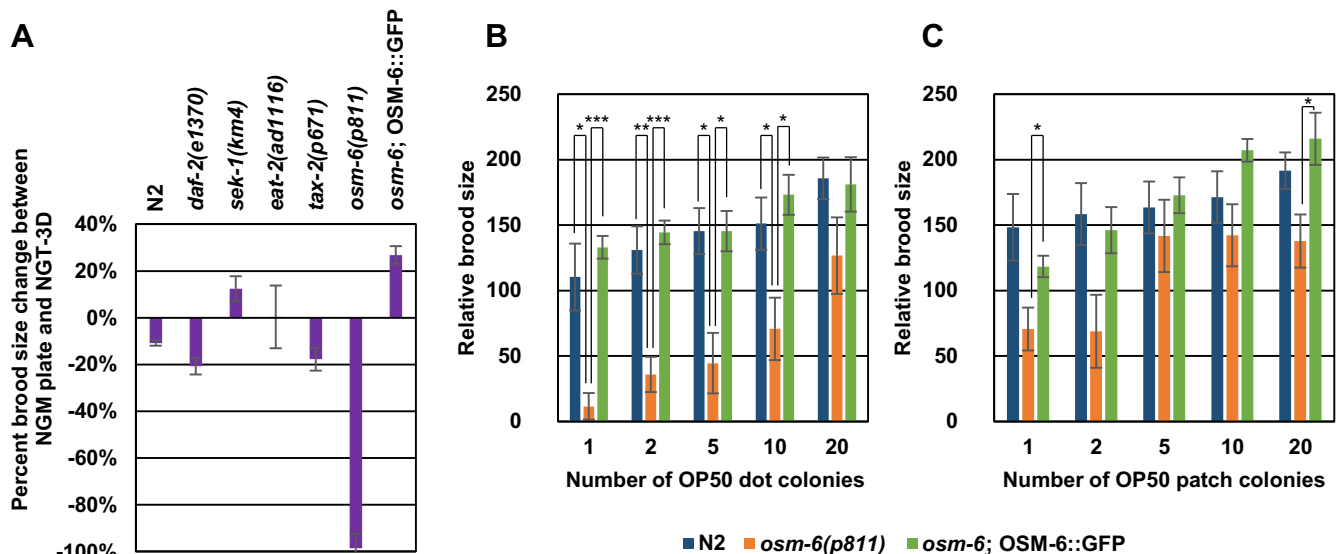 A
N2
daf-2(e1370)
sek-1(km4)
eat-2(ad1116)
tax-2(p671)
osm-6(p811)
osm-6; OSM-6::GFP
Percent brood size change between
NGM plate and NGT-3D
40%
20%
0%
-20%
-40%
-60%
-80%
-100%
B
Relative brood size
250
200
150
100
50
0
* *** ** *** * * * *
1 2 5 10 20
Number of OP50 dot colonies
C
Relative brood size
250
200
150
100
50
0
* *
1 2 5 10 20
Number of OP50 patch colonies
N2 osm-6(p811) osm-6; OSM-6::GFP